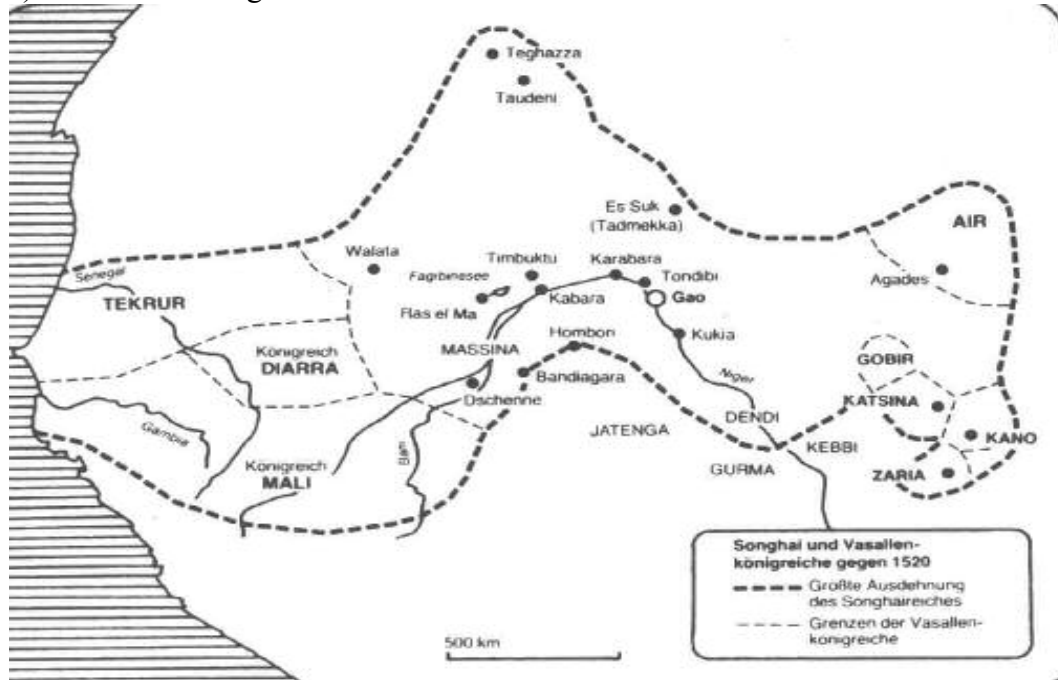 Teghazza
Taudeni
Es Suk
(Tadmekka)
AIR
Agades
Walata
Timbuktu
Karabara
Tondibi
Fagibinesee
Gao
Senegal
TEKRUR
Ras el Ma
Kabara
Kukia
Hombori
MASSINA
Königreich
DIARRA
Bandiagara
Niger
GOBIR
Dschenne
KATSINA
DENDI
JATENGA
KEBBI
KANO
Gambia
Königreich
MALI
Bani
GURMA
ZARIA
Songhai und Vasallen-
königreiche gegen 1520
Größte Ausdehnung
des Songhaireiches
Grenzen der Vasallen-
königreiche
500 km